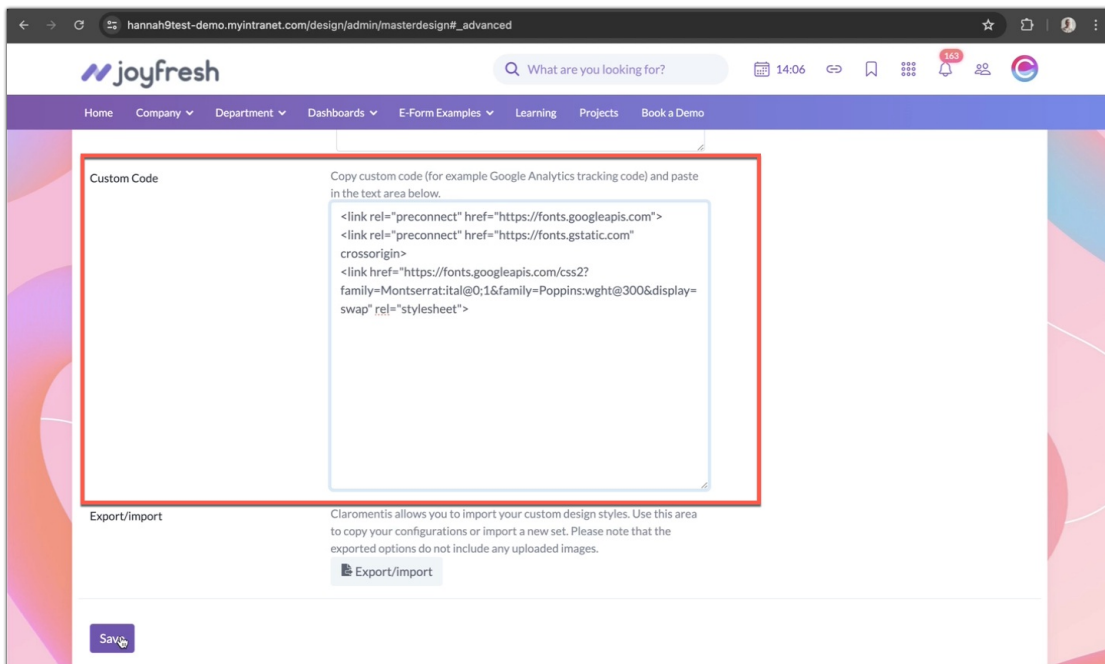 hannah9test-demo.myintranet.com/design/admin/masterdesign#_advanced
joyfresh
What are you looking for?
14:06
163
Home Company Department Dashboards E-Form Examples Learning Projects Book a Demo
Custom Code
Copy custom code (for example Google Analytics tracking code) and paste
in the text area below.
<link rel="preconnect" href="https://fonts.googleapis.com">
<link rel="preconnect" href="https://fonts.gstatic.com"
crossorigin>
<link href="https://fonts.googleapis.com/css2?
family=Montserrat:ital@0;1&family=Poppins:wght@300&display=
swap" rel="stylesheet">
Export/import
Claromentis allows you to import your custom design styles. Use this area
to copy your configurations or import a new set. Please note that the
exported options do not include any uploaded images.
Export/import
Save